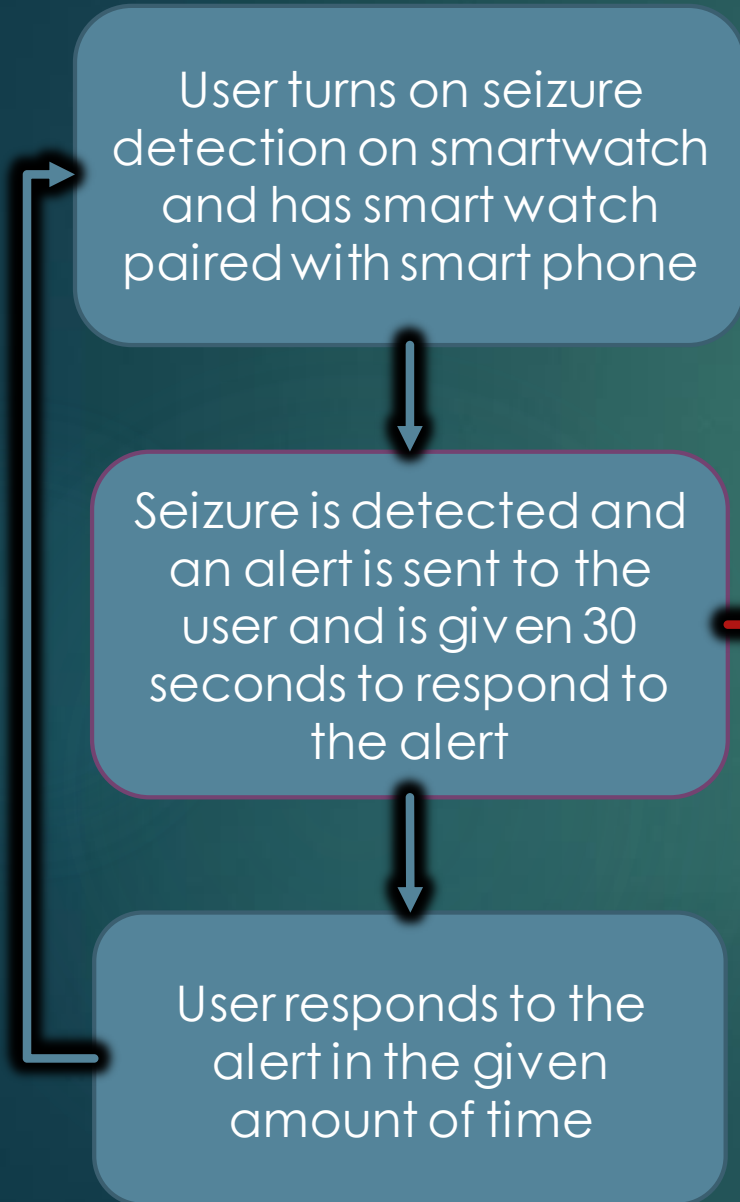 User turns on seizure
detection on smartwatch
and has smart watch
paired with smart phone
Seizure is detected and
an alert is sent to the
user and is given 30
seconds to respond to
the alert
User responds to the
alert in the given
amount of time